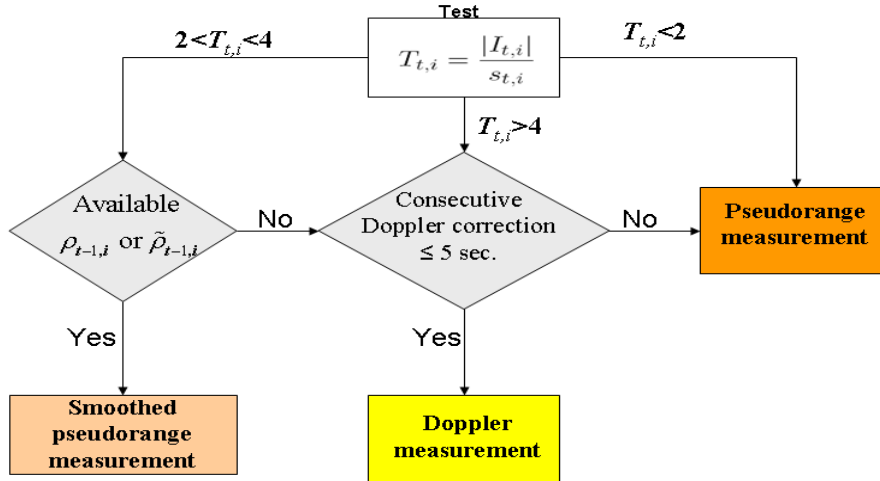 Test
2<T_{t,i}<4
T_{t,i} = |I_{t,i}| / s_{t,i}
T_{t,i}<2
T_{t,i}>4
Available
ρ_{t-1,i} or ρ̃_{t-1,i}
No
Consecutive
Doppler correction
≤ 5 sec.
No
Pseudorange
measurement
Yes
Yes
Smoothed
pseudorange
measurement
Doppler
measurement